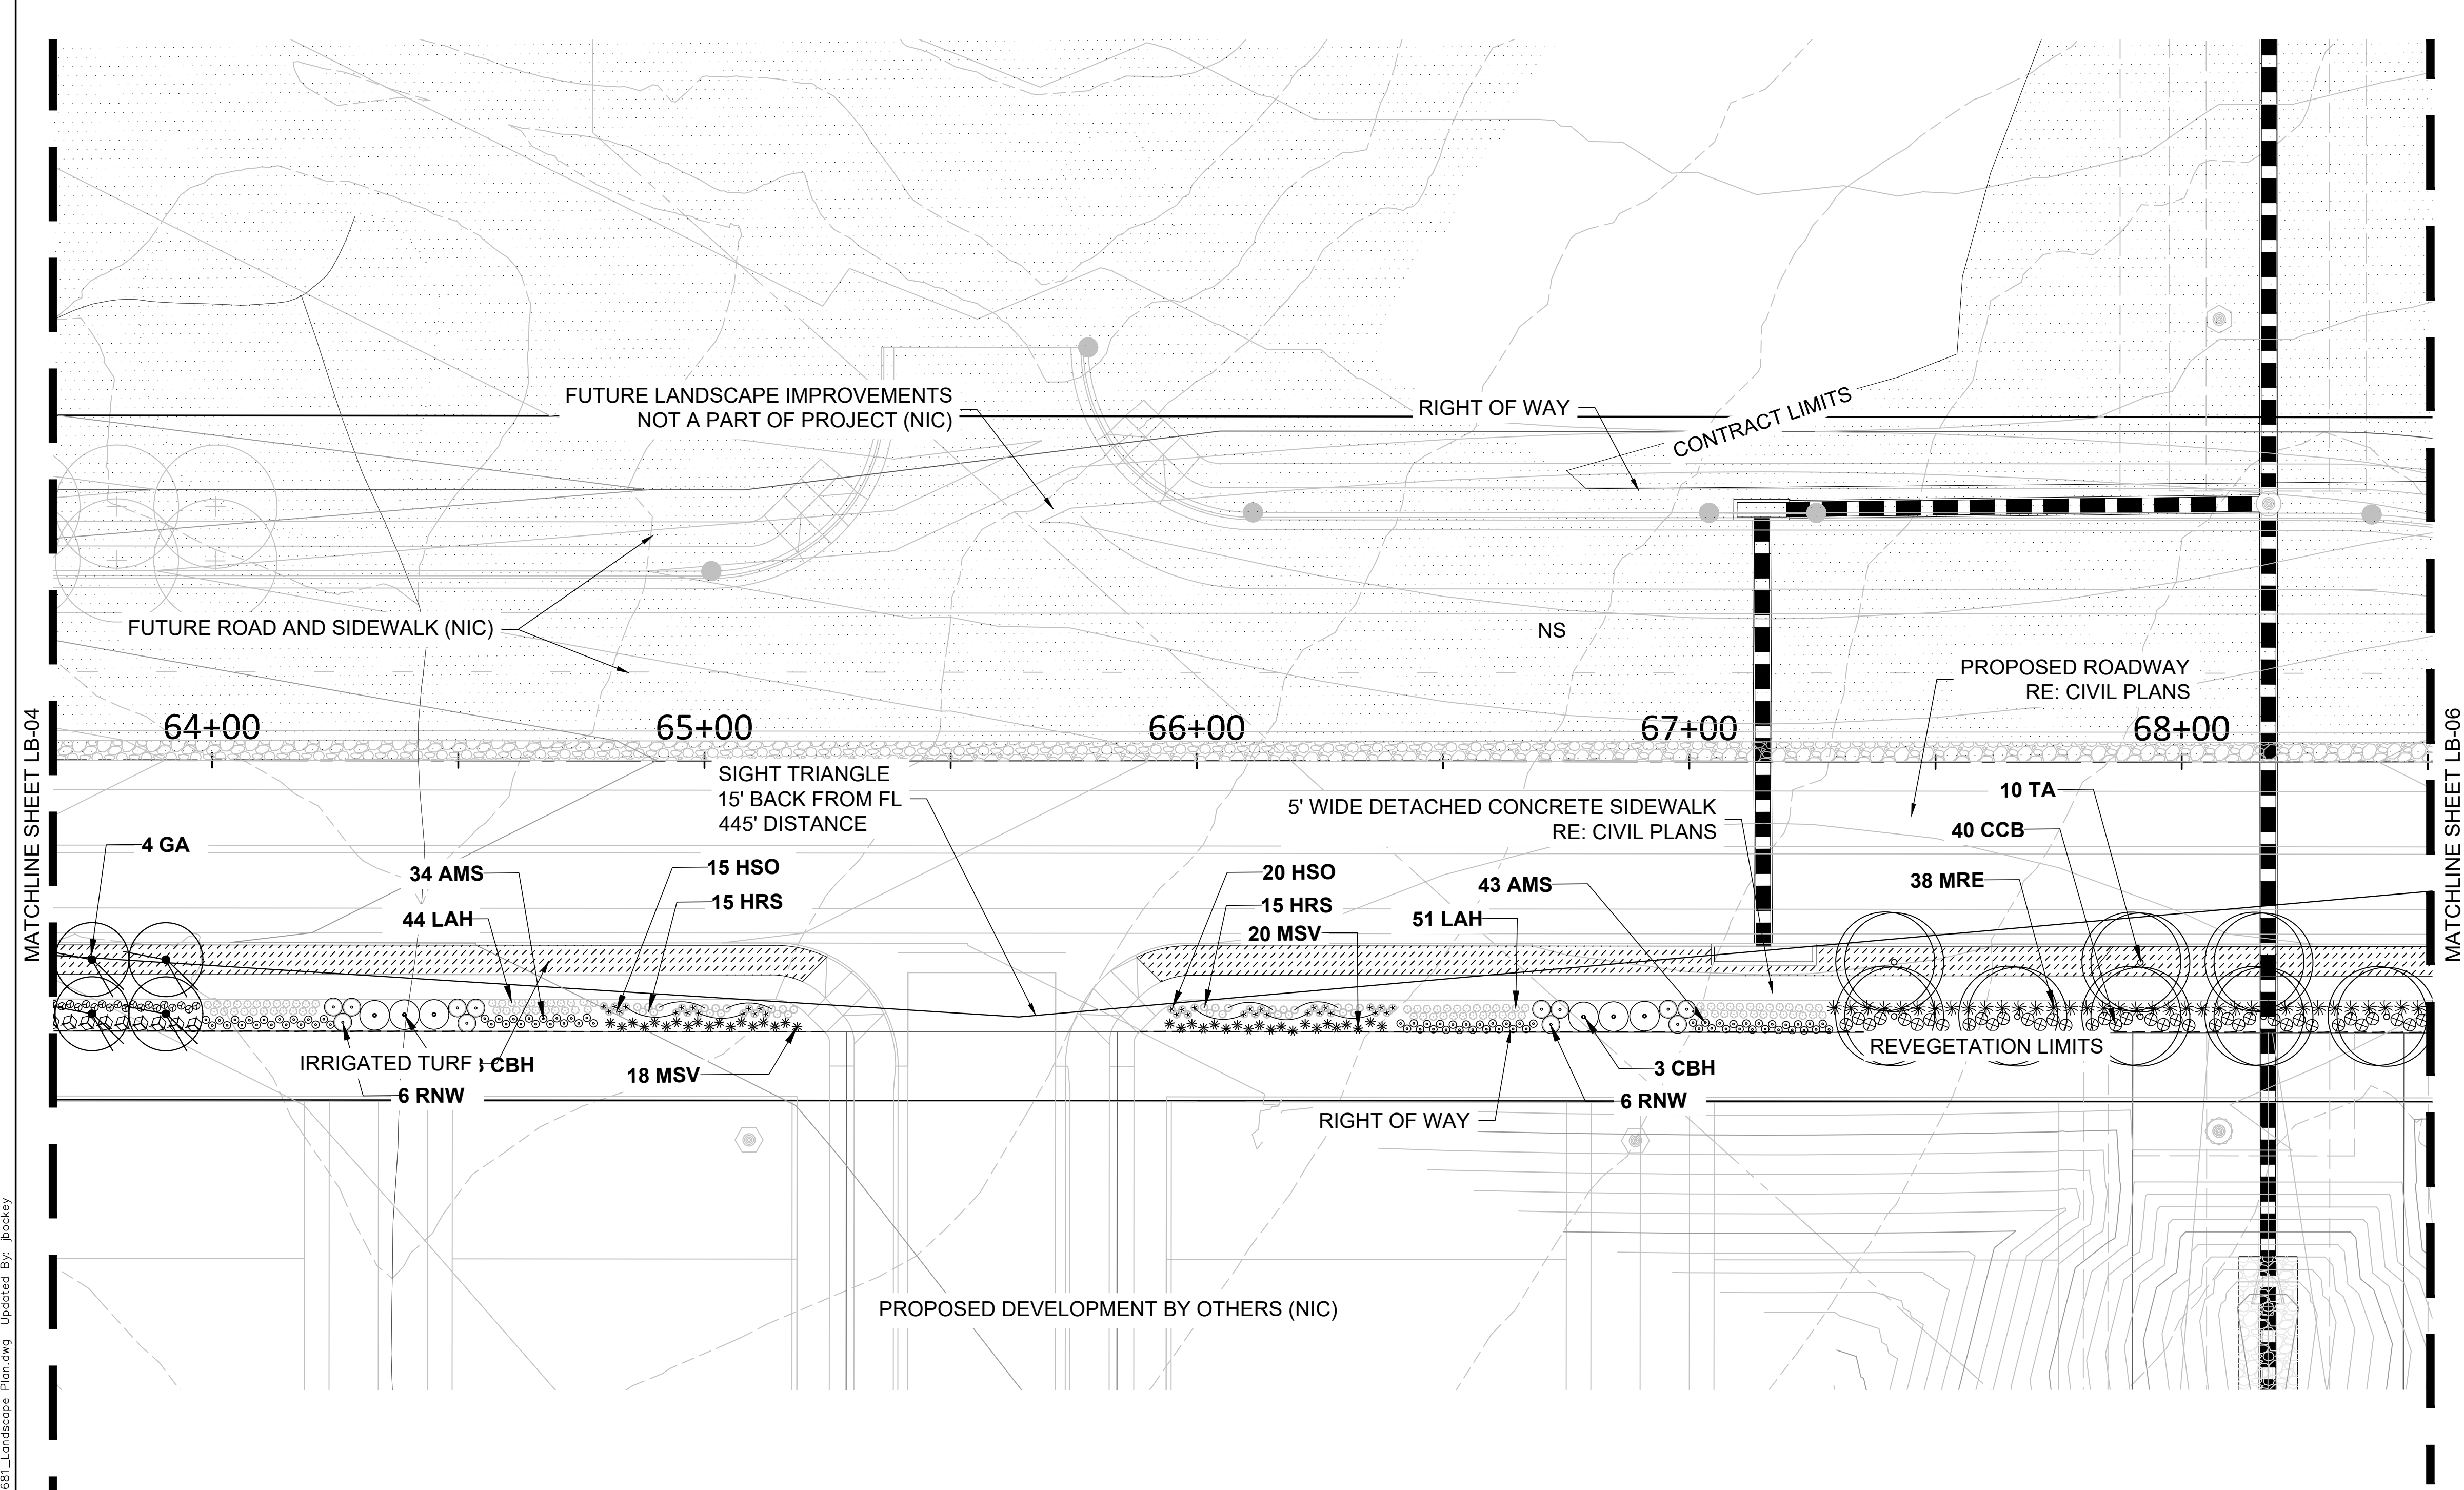 FUTURE LANDSCAPE IMPROVEMENTS
NOT A PART OF PROJECT (NIC)
RIGHT OF WAY
CONTRACT LIMITS
FUTURE ROAD AND SIDEWALK (NIC)
NS
PROPOSED ROADWAY
RE: CIVIL PLANS
MATCHLINE SHEET LB-04
MATCHLINE SHEET LB-06
64+00
65+00
66+00
67+00
68+00
SIGHT TRIANGLE
15' BACK FROM FL
445' DISTANCE
5' WIDE DETACHED CONCRETE SIDEWALK
RE: CIVIL PLANS
10 TA
40 CCB
38 MRE
4 GA
34 AMS
44 LAH
15 HSO
15 HRS
20 HSO
15 HRS
20 MSV
43 AMS
51 LAH
IRRIGATED TURF
CBH
6 RNW
18 MSV
3 CBH
6 RNW
RIGHT OF WAY
REVEGETATION LIMITS
PROPOSED DEVELOPMENT BY OTHERS (NIC)
681_Landscape Plan.dwg Updated By: jbockey